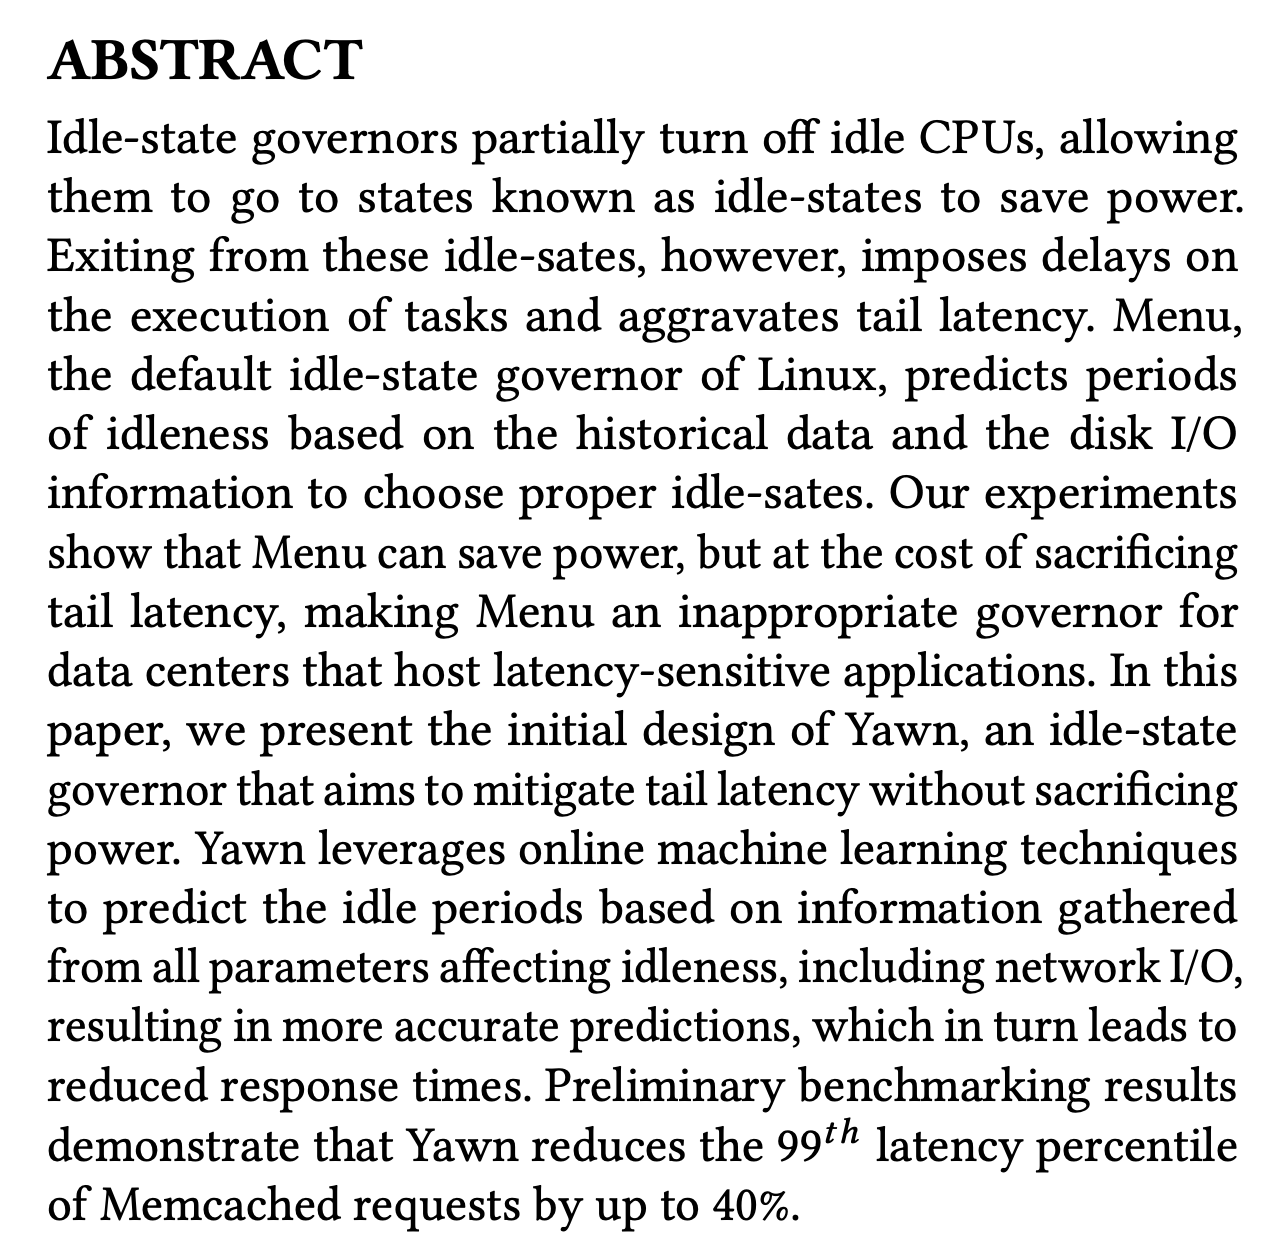 ABSTRACT
Idle-state governors partially turn off idle CPUs, allowing
them to go to states known as idle-states to save power.
Exiting from these idle-sates, however, imposes delays on
the execution of tasks and aggravates tail latency. Menu,
the default idle-state governor of Linux, predicts periods
of idleness based on the historical data and the disk I/O
information to choose proper idle-sates. Our experiments
show that Menu can save power, but at the cost of sacrificing
tail latency, making Menu an inappropriate governor for
data centers that host latency-sensitive applications. In this
paper, we present the initial design of Yawn, an idle-state
governor that aims to mitigate tail latency without sacrificing
power. Yawn leverages online machine learning techniques
to predict the idle periods based on information gathered
from all parameters affecting idleness, including network I/O,
resulting in more accurate predictions, which in turn leads to
reduced response times. Preliminary benchmarking results
demonstrate that Yawn reduces the 99th latency percentile
of Memcached requests by up to 40%.